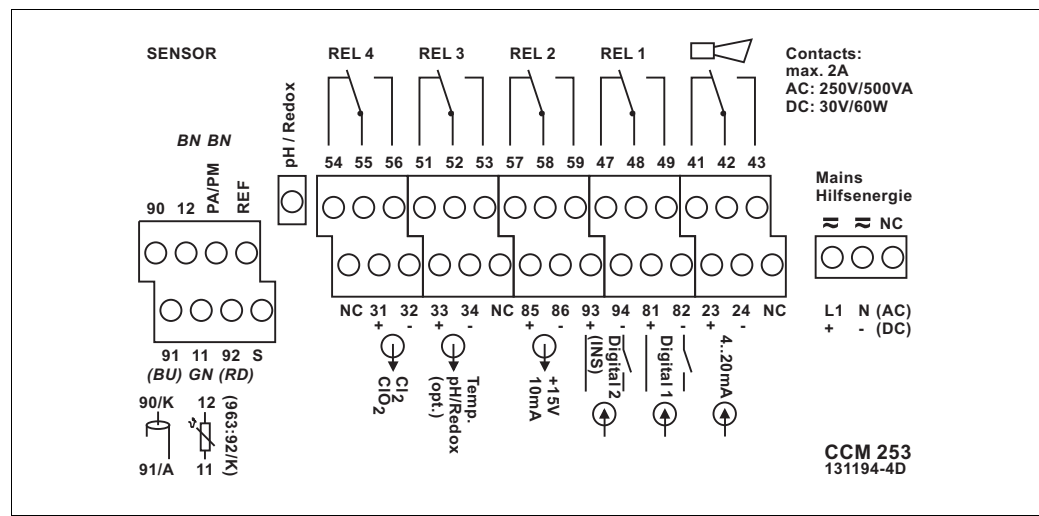 SENSOR
REL 4 REL 3 REL 2 REL 1
Contacts:
max. 2A
AC: 250V/500VA
DC: 30V/60W
pH / Redox
BN BN
54 55 56 51 52 53 57 58 59 47 48 49 41 42 43
90 12 PA/PM REF
Mains
Hilfsenergie
≂ ≂ NC
NC 31 32 33 34 NC 85 86 93 94 81 82 23 24 NC
+ - + - + - + - + - + -
L1 N (AC)
+ - (DC)
91 11 92 S
(BU) GN (RD)
Cl2
ClO2
Temp.
pH/Redox
(opt.)
+15V
10mA
Digital 2
(INS)
Digital 1
4..20mA
90/K 12
(963:92/K)
91/A 11
CCM 253
131194-4D